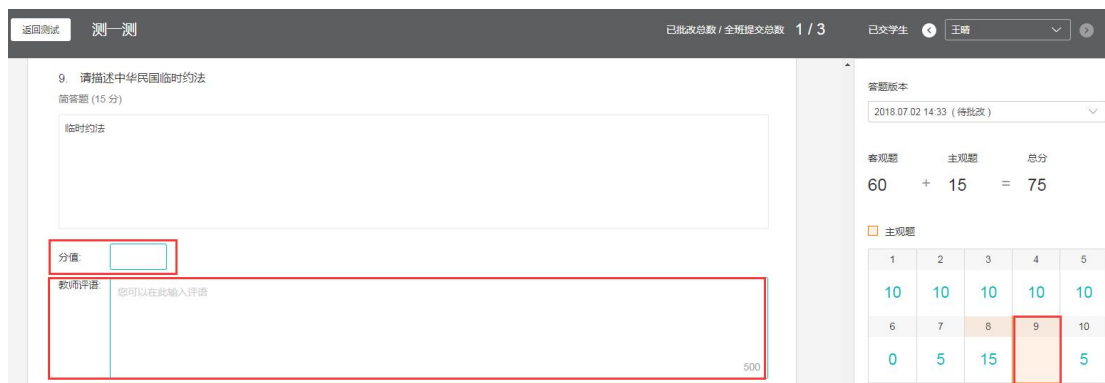 返回测试 测一测 已批改总数 / 全班提交总数 1 / 3 已交学生 王晴
9. 请描述中华民国临时约法
简答题 (15 分)
临时约法
分值:
教师评语:
您可以在此输入评语
500
答题版本
2018.07.02 14:33 ( 待批改 )
客观题 主观题 总分
60 + 15 = 75
主观题
1 2 3 4 5
10 10 10 10 10
6 7 8 9 10
0 5 15 5